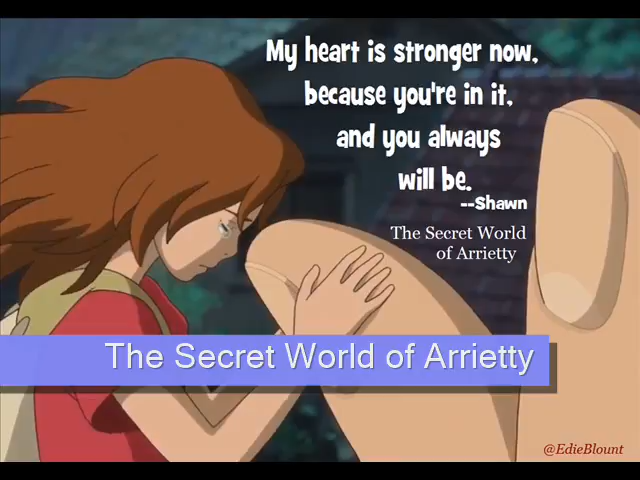 My heart is stronger now,
because you're in it,
and you always
will be.
--Shawn
The Secret World
of Arrietty
The Secret World of Arrietty
@EdieBlount